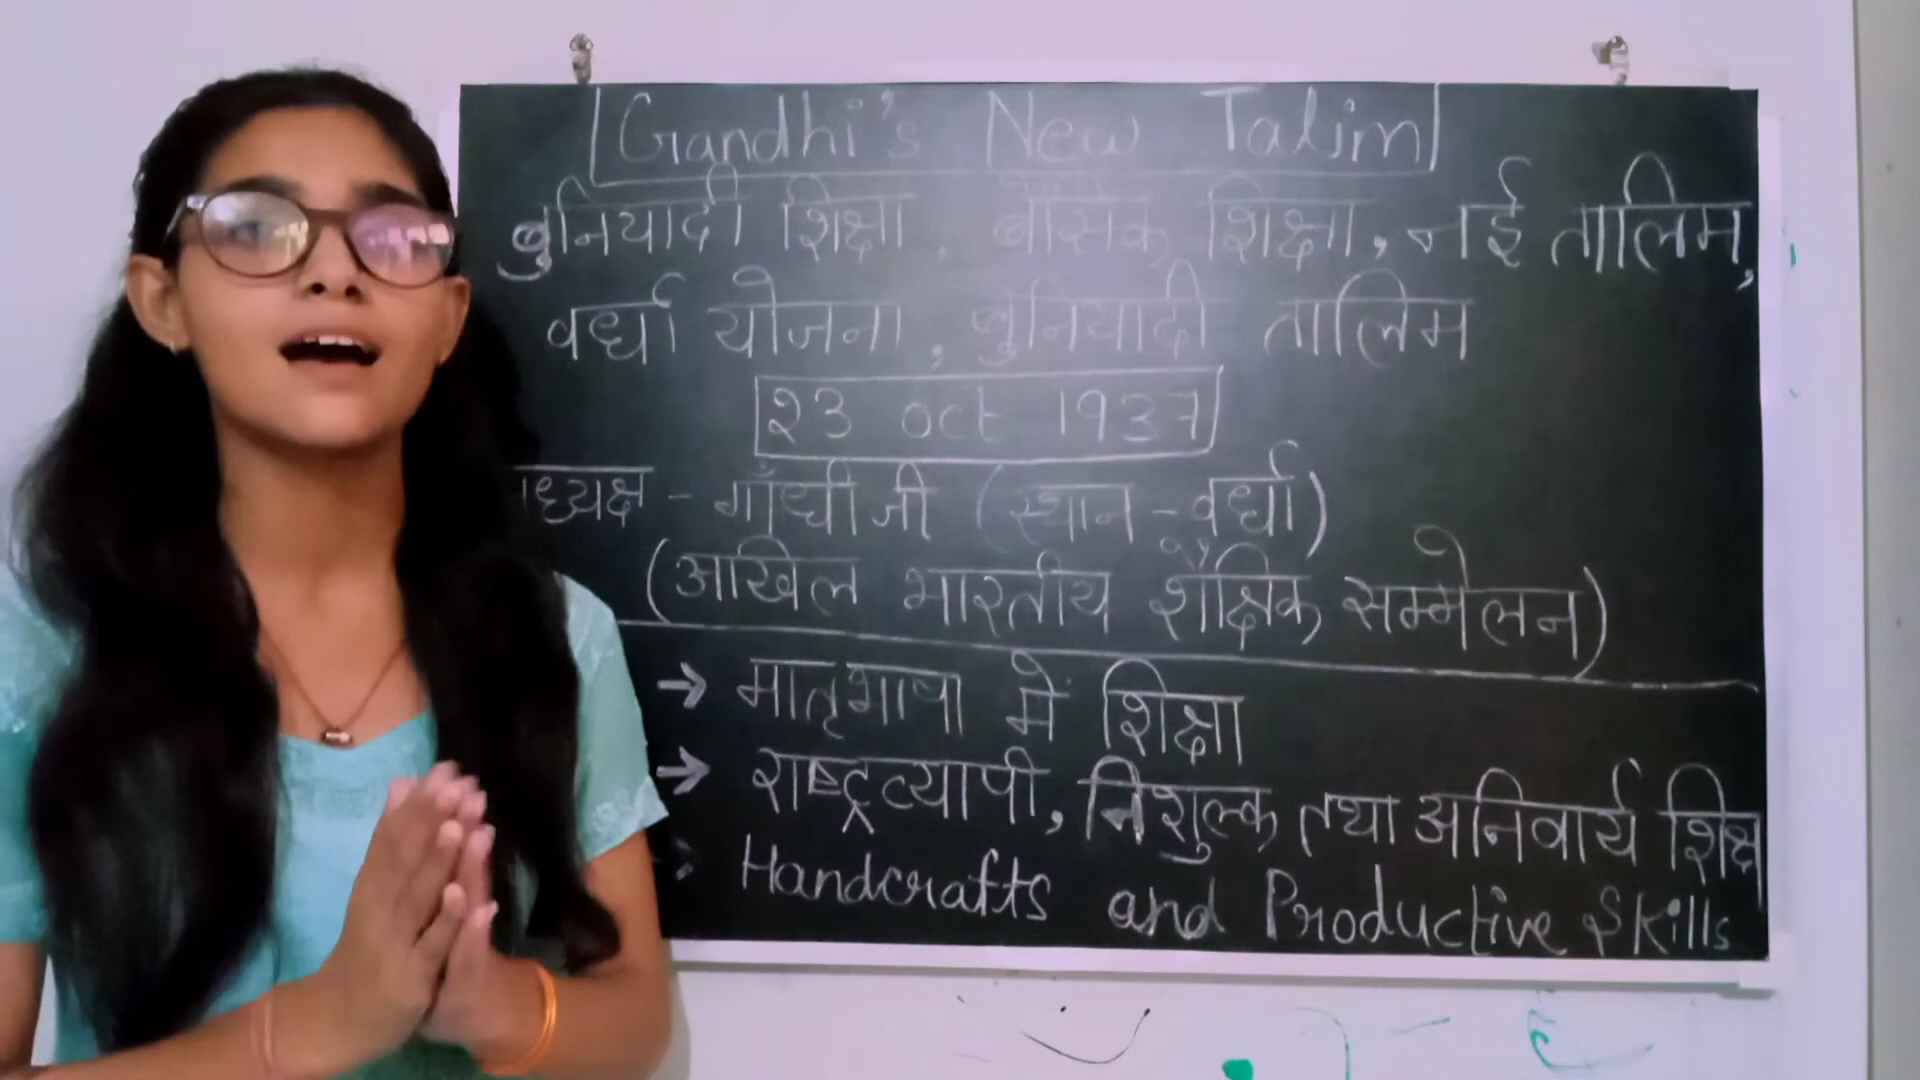 Gandhi's New Talim
बुनियादी शिक्षा, बेसिक शिक्षा, नई तालिम,
वर्धा योजना, बुनियादी तालिम
२3 oct 1937
ध्यक्ष - गाँधी जी (स्थान - वर्धा)
(अखिल भारतीय शैक्षिक सम्मेलन)
→ मातृभाषा में शिक्षा
→ राष्ट्रव्यापी, निशुल्क तथा अनिवार्य शिक्ष
Handcrafts and Productive Skills